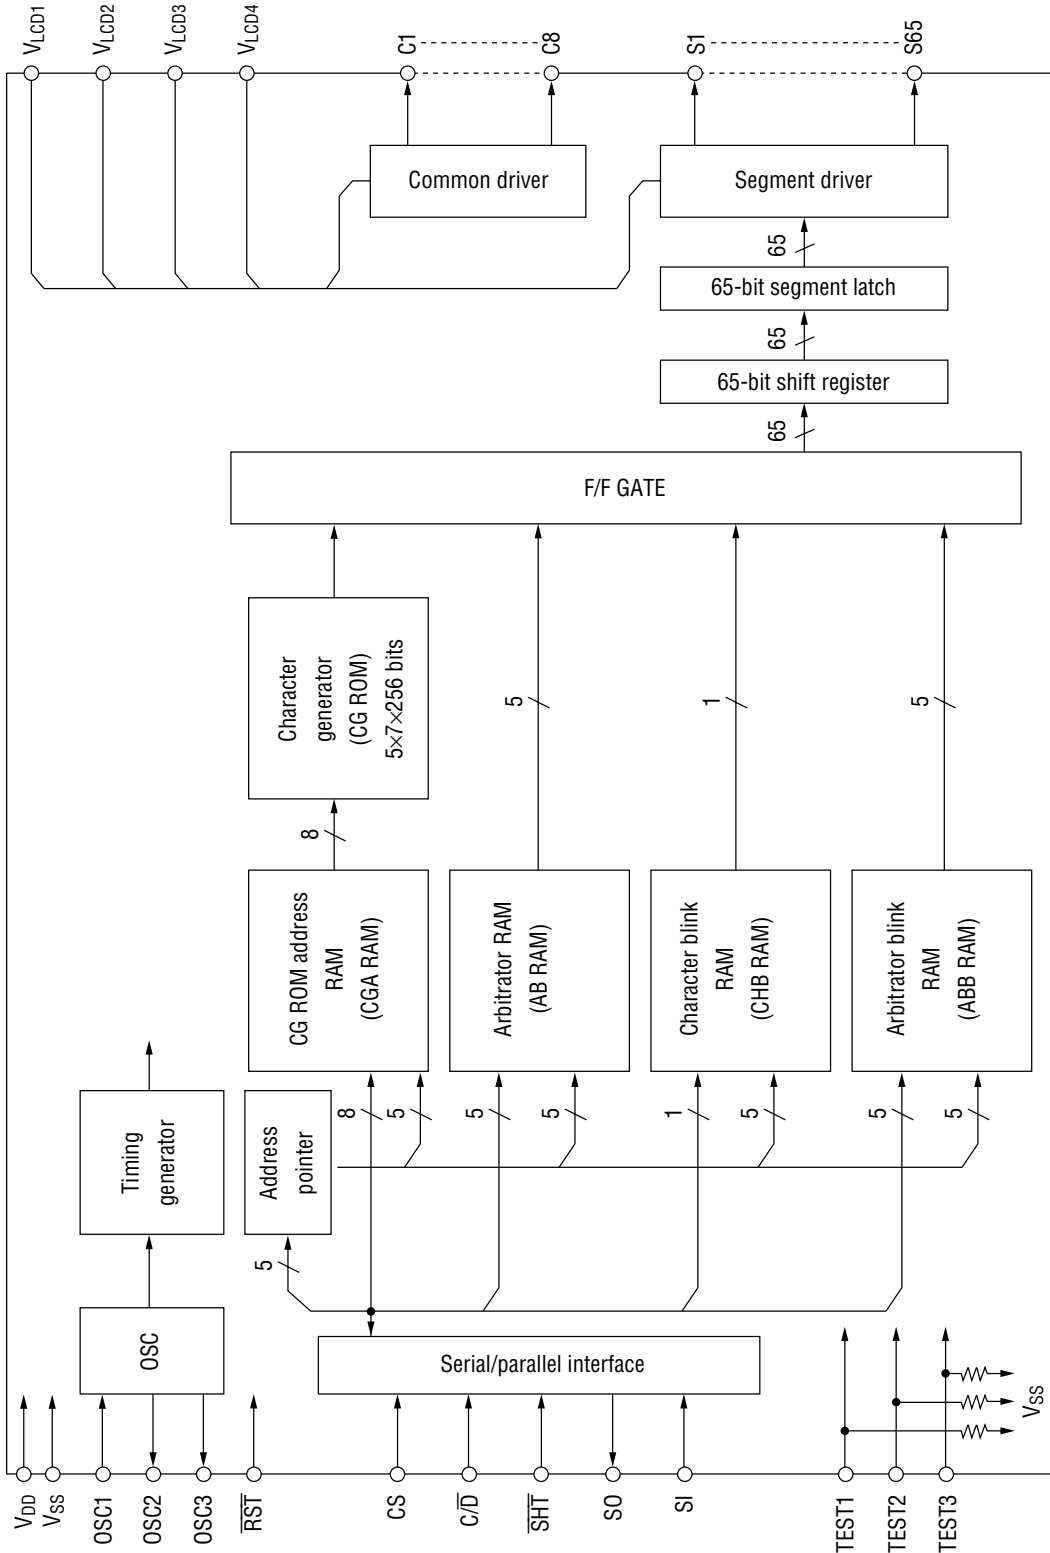 VLCD1
VLCD2
VLCD3
VLCD4
C1
C8
S1
S65
Common driver
Segment driver
65
65-bit segment latch
65
65-bit shift register
65
F/F GATE
Character
generator
(CG ROM)
5×7×256 bits
5
1
5
8
CG ROM address
RAM
(CGA RAM)
Arbitrator RAM
(AB RAM)
Character blink
RAM
(CHB RAM)
Arbitrator blink
RAM
(ABB RAM)
8
5
5
5
1
5
5
5
Timing
generator
Address
pointer
5
OSC
Serial/parallel interface
VSS
VDD
VSS
OSC1
OSC2
OSC3
R̅S̅T̅
CS
C/D̅
S̅H̅T̅
SO
SI
TEST1
TEST2
TEST3